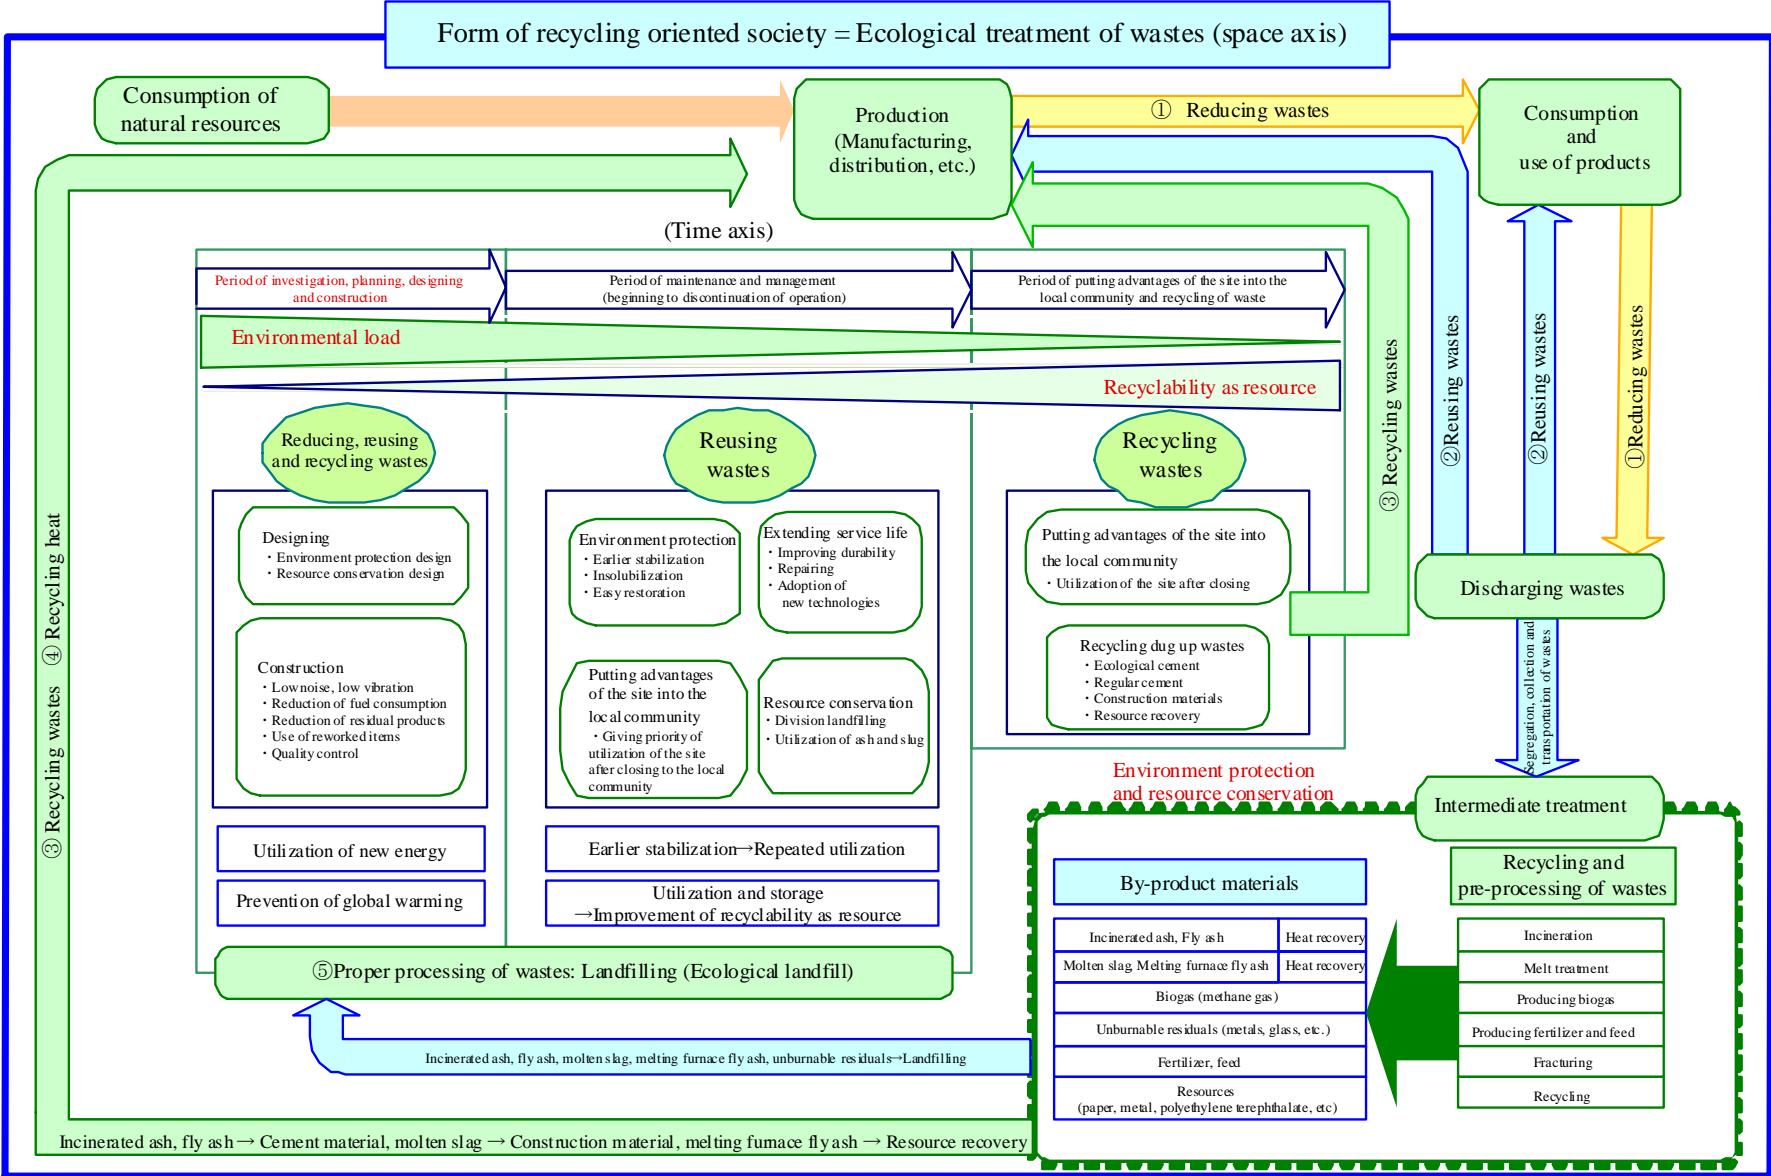 Form of recycling oriented society = Ecological treatment of wastes (space axis)
Consumption of
natural resources
Production
(Manufacturing,
distribution, etc.)
① Reducing wastes
Consumption
and
use of products
(Time axis)
Period of investigation, planning, designing
and construction
Period of maintenance and management
(beginning to discontinuation of operation)
Period of putting advantages of the site into the
local community and recycling of waste
Environmental load
Recyclability as resource
Reducing, reusing
and recycling wastes
Reusing
wastes
Recycling
wastes
③ Recycling wastes
②Reusing wastes
②Reusing wastes
①Reducing wastes
Designing
・Environment protection design
・Resource conservation design
Construction
・Low noise, low vibration
・Reduction of fuel consumption
・Reduction of residual products
・Use of reworked items
・Quality control
Environment protection
・Earlier stabilization
・Insolubilization
・Easy restoration
Extending service life
・Improving durability
・Repairing
・Adoption of
new technologies
Putting advantages
of the site into the
local community
・Giving priority of
utilization of the site
after closing to the local
community
Resource conservation
・Division landfilling
・Utilization of ash and slug
Putting advantages of the site into
the local community
・Utilization of the site after closing
Recycling dug up wastes
・Ecological cement
・Regular cement
・Construction materials
・Resource recovery
Discharging wastes
Segregation, collection and
transportation of wastes
③ Recycling wastes ④ Recycling heat
Environment protection
and resource conservation
Intermediate treatment
Utilization of new energy
Prevention of global warming
Earlier stabilization→Repeated utilization
Utilization and storage
→Improvement of recyclability as resource
⑤Proper processing of wastes: Landfilling (Ecological landfill)
By-product materials
Incinerated ash, Fly ash
Heat recovery
Molten slag, Melting furnace fly ash
Heat recovery
Biogas (methane gas)
Unburnable residuals (metals, glass, etc.)
Fertilizer, feed
Resources
(paper, metal, polyethylene terephthalate, etc)
Recycling and
pre-processing of wastes
Incineration
Melt treatment
Producing biogas
Producing fertilizer and feed
Fracturing
Recycling
Incinerated ash, fly ash, molten slag, melting furnace fly ash, unburnable residuals→Landfilling
Incinerated ash, fly ash → Cement material, molten slag → Construction material, melting furnace fly ash → Resource recovery